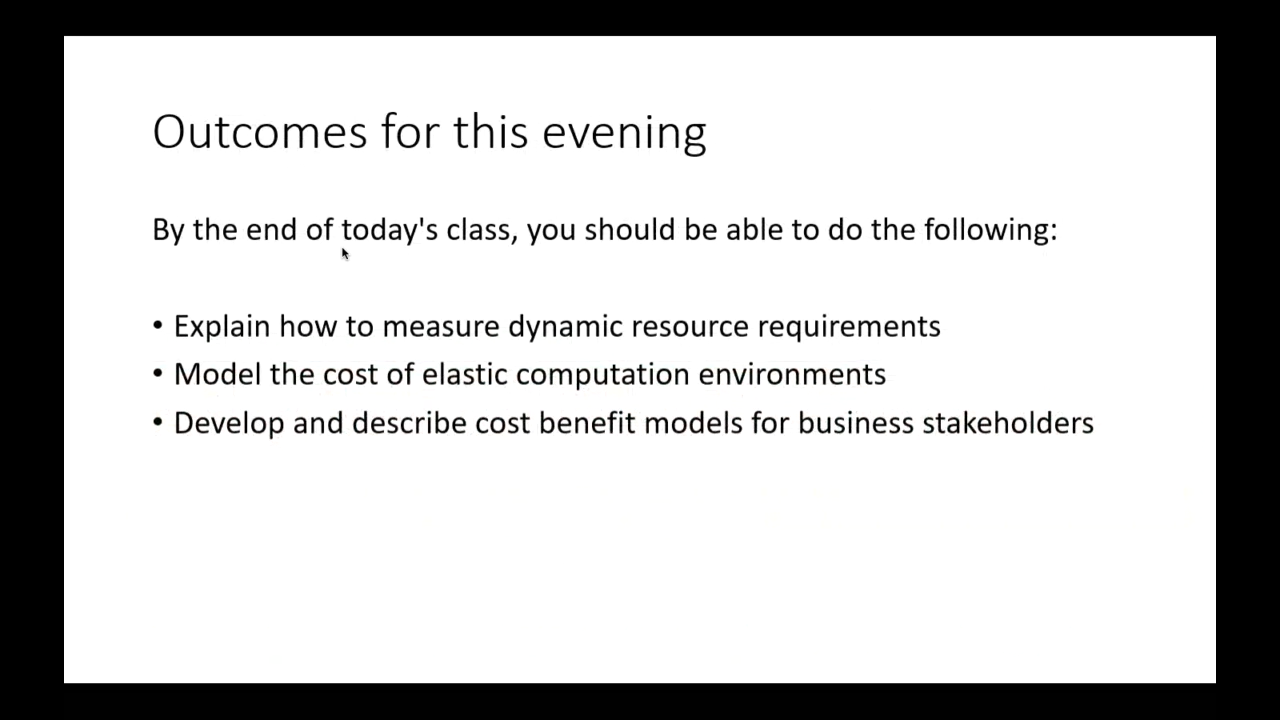 Outcomes for this evening
By the end of today's class, you should be able to do the following:
• Explain how to measure dynamic resource requirements
• Model the cost of elastic computation environments
• Develop and describe cost benefit models for business stakeholders